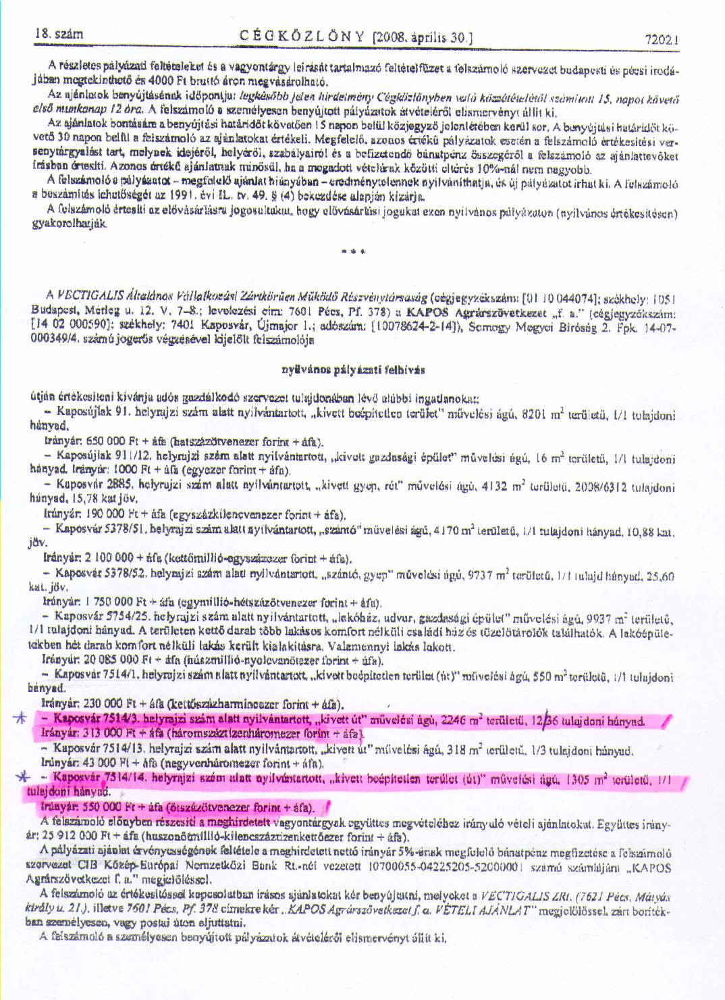 18. szám
CÉGKÖZLÖNY [2008. április 30.]
72021
A részletes pályázati feltételeket és a vagyontárgy leírását tartalmazó feltételfüzet a felszámoló szervezet budapesti és pécsi irodá-
jában megtekinthető és 4000 Ft bruttó áron megvásárolható.
Az ajánlatok benyújtásának időpontja: legkésőbb jelen hirdetmény Cégközlönyben való közzétételétől számított 15. napot követő
első munkanap 12 óra. A felszámoló a személyesen benyújtott pályázatok átvételéről elismervényt állít ki.
Az ajánlatok bontására a benyújtási határidőt követően 15 napon belül közjegyző jelenlétében kerül sor. A benyújtási határidőt kö-
vető 30 napon belül a felszámoló az ajánlatokat értékeli. Megfelelő, azonos értékű pályázatok esetén a felszámoló értékesítési ver-
senytárgyalást tart, melynek idejéről, helyéről, szabályairól és a befizetendő bánatpénz összegéről a felszámoló az ajánlattevőket
írásban értesíti. Azonos értékű ajánlatnak minősül, ha a megadott vételárak közötti eltérés 10%-nál nem nagyobb.
A felszámoló a pályázatot – megfelelő ajánlat hiányában – eredménytelennek nyilváníthatja, és új pályázatot írhat ki. A felszámoló
a beszámítás lehetőségét az 1991. évi IL. tv. 49. § (4) bekezdése alapján kizárja.
A felszámoló értesíti az elővásárlásra jogosultakat, hogy elővásárlási jogukat ezen nyilvános pályázaton (nyilvános értékesítésen)
gyakorolhatják.
* * *
A VECTIGALIS Általános Vállalkozási Zártkörűen Működő Részvénytársaság (cégjegyzékszám: [01 10 044074]; székhely: 1051
Budapest, Mérleg u. 12. V. 7–8.; levelezési cím: 7601 Pécs, Pf. 378) a KAPOS Agrárszövetkezet „f. a.” (cégjegyzékszám:
[14 02 000590]; székhely: 7401 Kaposvár, Újmajor 1.; adószám: [10078624-2-14]), Somogy Megyei Bíróság 2. Fpk. 14-07-
000349/4. számú jogerős végzésével kijelölt felszámolója
nyilvános pályázati felhívás
útján értékesíteni kívánja adós gazdálkodó szervezet tulajdonában lévő alábbi ingatlanokat:
– Kaposújlak 91. helyrajzi szám alatt nyilvántartott, „kivett beépítetlen terület” művelési ágú, 8201 m² területű, 1/1 tulajdoni
hányad.
Irányár: 650 000 Ft + áfa (hatszázötvenezer forint + áfa).
– Kaposújlak 911/12. helyrajzi szám alatt nyilvántartott, „kivett gazdasági épület” művelési ágú, 16 m² területű, 1/1 tulajdoni
hányad. Irányár: 1000 Ft + áfa (egyezer forint + áfa).
– Kaposvár 2885. helyrajzi szám alatt nyilvántartott, „kivett gyep, rét” művelési ágú, 4132 m² területű, 2008/6312 tulajdoni
hányad, 15,78 kat jöv.
Irányár: 190 000 Ft + áfa (egyszázkilencvenezer forint + áfa).
– Kaposvár 5378/51. helyrajzi szám alatt nyilvántartott, „szántó” művelési ágú, 4170 m² területű, 1/1 tulajdoni hányad, 10,88 kat.
jöv.
Irányár: 2 100 000 + áfa (kettőmillió-egyszázezer forint + áfa).
– Kaposvár 5378/52. helyrajzi szám alatt nyilvántartott, „szántó, gyep” művelési ágú, 9737 m² területű, 1/1 tulajd hányad, 25,60
kat. jöv.
Irányár: 1 750 000 Ft + áfa (egymillió-hétszázötvenezer forint + áfa).
– Kaposvár 5754/25. helyrajzi szám alatt nyilvántartott, „lakóház, udvar, gazdasági épület” művelési ágú, 9937 m² területű,
1/1 tulajdoni hányad. A területen kettő darab több lakásos komfort nélküli családi ház és tüzelőtárolók találhatók. A lakóépüle-
tekben hét darab komfort nélküli lakás került kialakításra. Valamennyi lakás lakott.
Irányár: 20 085 000 Ft + áfa (húszmillió-nyolcvanötezer forint + áfa).
– Kaposvár 7514/1. helyrajzi szám alatt nyilvántartott, „kivett beépítetlen terület (út)” művelési ágú, 550 m² területű, 1/1 tulajdoni
hányad.
Irányár: 230 000 Ft + áfa (kettőszázharmincezer forint + áfa).
– Kaposvár 7514/3. helyrajzi szám alatt nyilvántartott, „kivett út” művelési ágú, 2246 m² területű, 12/36 tulajdoni hányad.
Irányár: 313 000 Ft + áfa (háromszáztizenháromezer forint + áfa).
– Kaposvár 7514/13. helyrajzi szám alatt nyilvántartott, „kivett út” művelési ágú, 318 m² területű, 1/3 tulajdoni hányad.
Irányár: 43 000 Ft + áfa (negyvenháromezer forint + áfa).
– Kaposvár 7514/14. helyrajzi szám alatt nyilvántartott, „kivett beépítetlen terület (út)” művelési ágú, 1305 m² területű, 1/1
tulajdoni hányad.
Irányár: 550 000 Ft + áfa (ötszázötvenezer forint + áfa).
A felszámoló előnyben részesíti a meghirdetett vagyontárgyak együttes megvételéhez irányuló vételi ajánlatokat. Együttes irány-
ár: 25 912 000 Ft + áfa (huszonötmillió-kilencszáztizenkettőezer forint + áfa).
A pályázati ajánlat érvényességének feltétele a meghirdetett nettó irányár 5%-ának megfelelő bánatpénz megfizetése a felszámoló
szervezet CIB Közép-Európai Nemzetközi Bank Rt.-nél vezetett 10700055-04225205-52000001 számú számlájára „KAPOS
Agrárszövetkezet f. a.” megjelöléssel.
A felszámoló az értékesítéssel kapcsolatban írásos ajánlatokat kér benyújtani, melyeket a VECTIGALIS ZRt. (7621 Pécs, Mátyás
király u. 21.), illetve 7601 Pécs, Pf. 378 címekre kér „KAPOS Agrárszövetkezet f. a. VÉTELI AJÁNLAT” megjelöléssel, zárt boríték-
ban személyesen, vagy postai úton eljuttatni.
A felszámoló a személyesen benyújtott pályázatok átvételéről elismervényt állít ki.